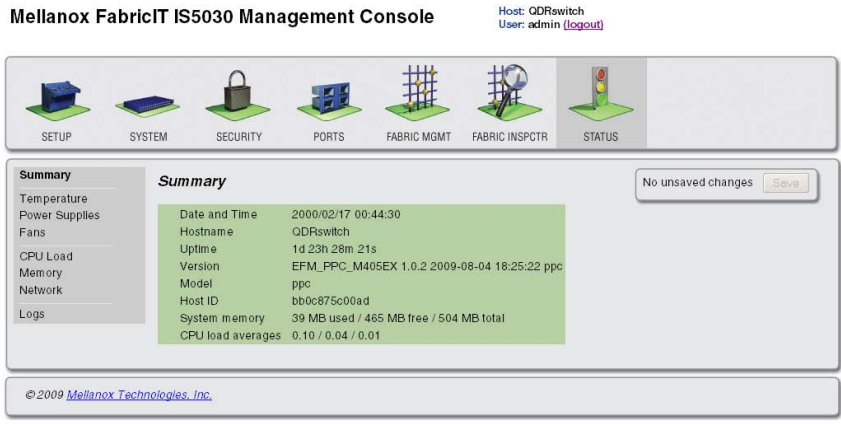 Mellanox FabricIT IS5030 Management Console
Host: QDRswitch
User: admin (logout)
SETUP SYSTEM SECURITY PORTS FABRIC MGMT FABRIC INSPCTR STATUS
Summary
Temperature
Power Supplies
Fans
CPU Load
Memory
Network
Logs
Summary
No unsaved changes Save
Date and Time 2000/02/17 00:44:30
Hostname QDRswitch
Uptime 1d 23h 28m 21s
Version EFM_PPC_M405EX 1.0.2 2009-08-04 18:25:22 ppc
Model ppc
Host ID bb0c875c00ad
System memory 39 MB used / 465 MB free / 504 MB total
CPU load averages 0.10 / 0.04 / 0.01
© 2009 Mellanox Technologies, Inc.